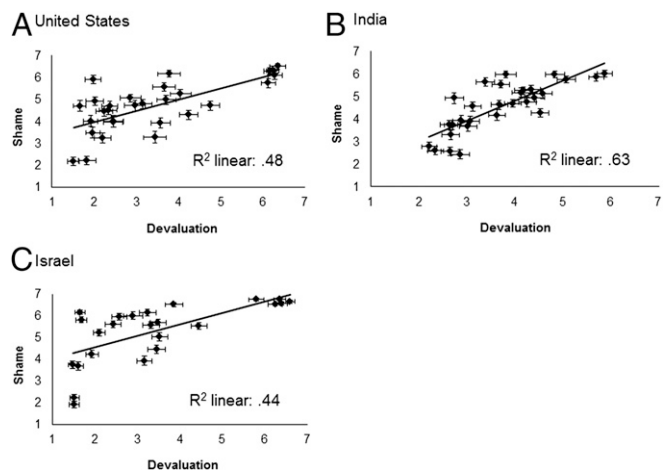 A United States
7
6
5
4
3
2
1
Shame
1 2 3 4 5 6 7
Devaluation
R² linear: .48
B India
7
6
5
4
3
2
1
Shame
1 2 3 4 5 6 7
Devaluation
R² linear: .63
C Israel
7
6
5
4
3
2
1
Shame
1 2 3 4 5 6 7
Devaluation
R² linear: .44